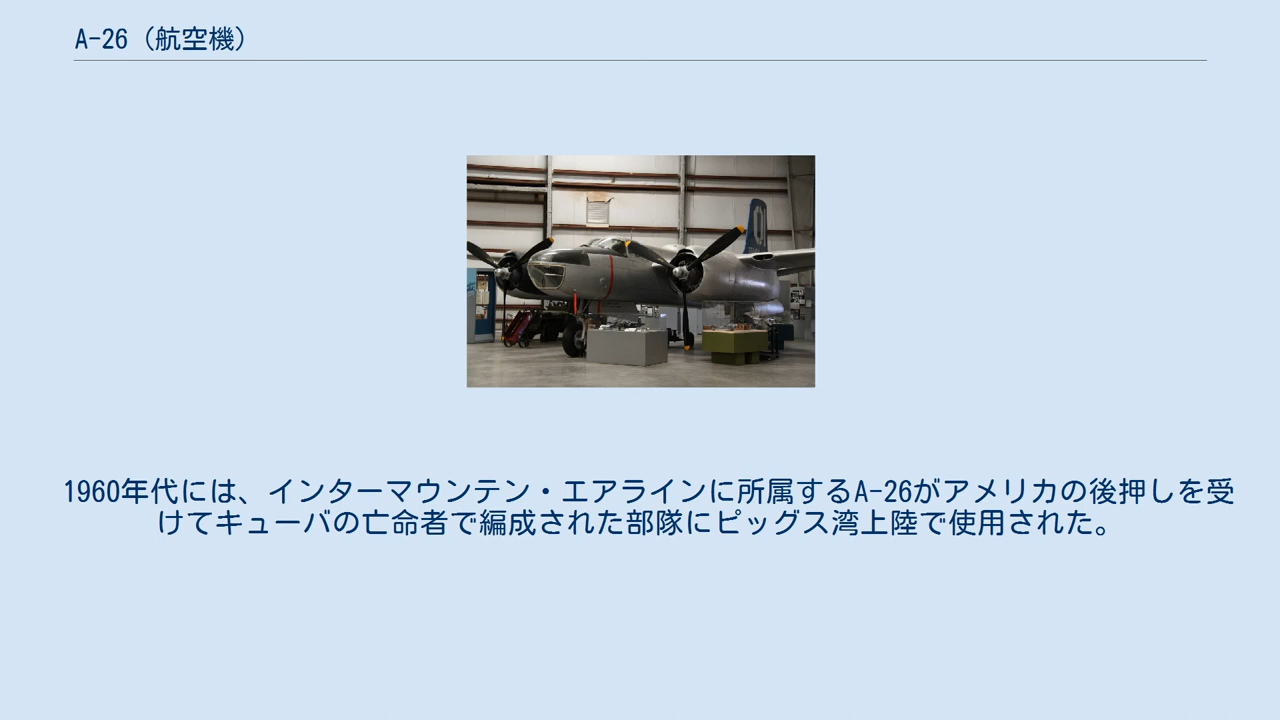 A-26（航空機）
1960年代には、インターマウンテン・エアラインに所属するA-26がアメリカの後押しを受
けてキューバの亡命者で編成された部隊にピッグス湾上陸で使用された。